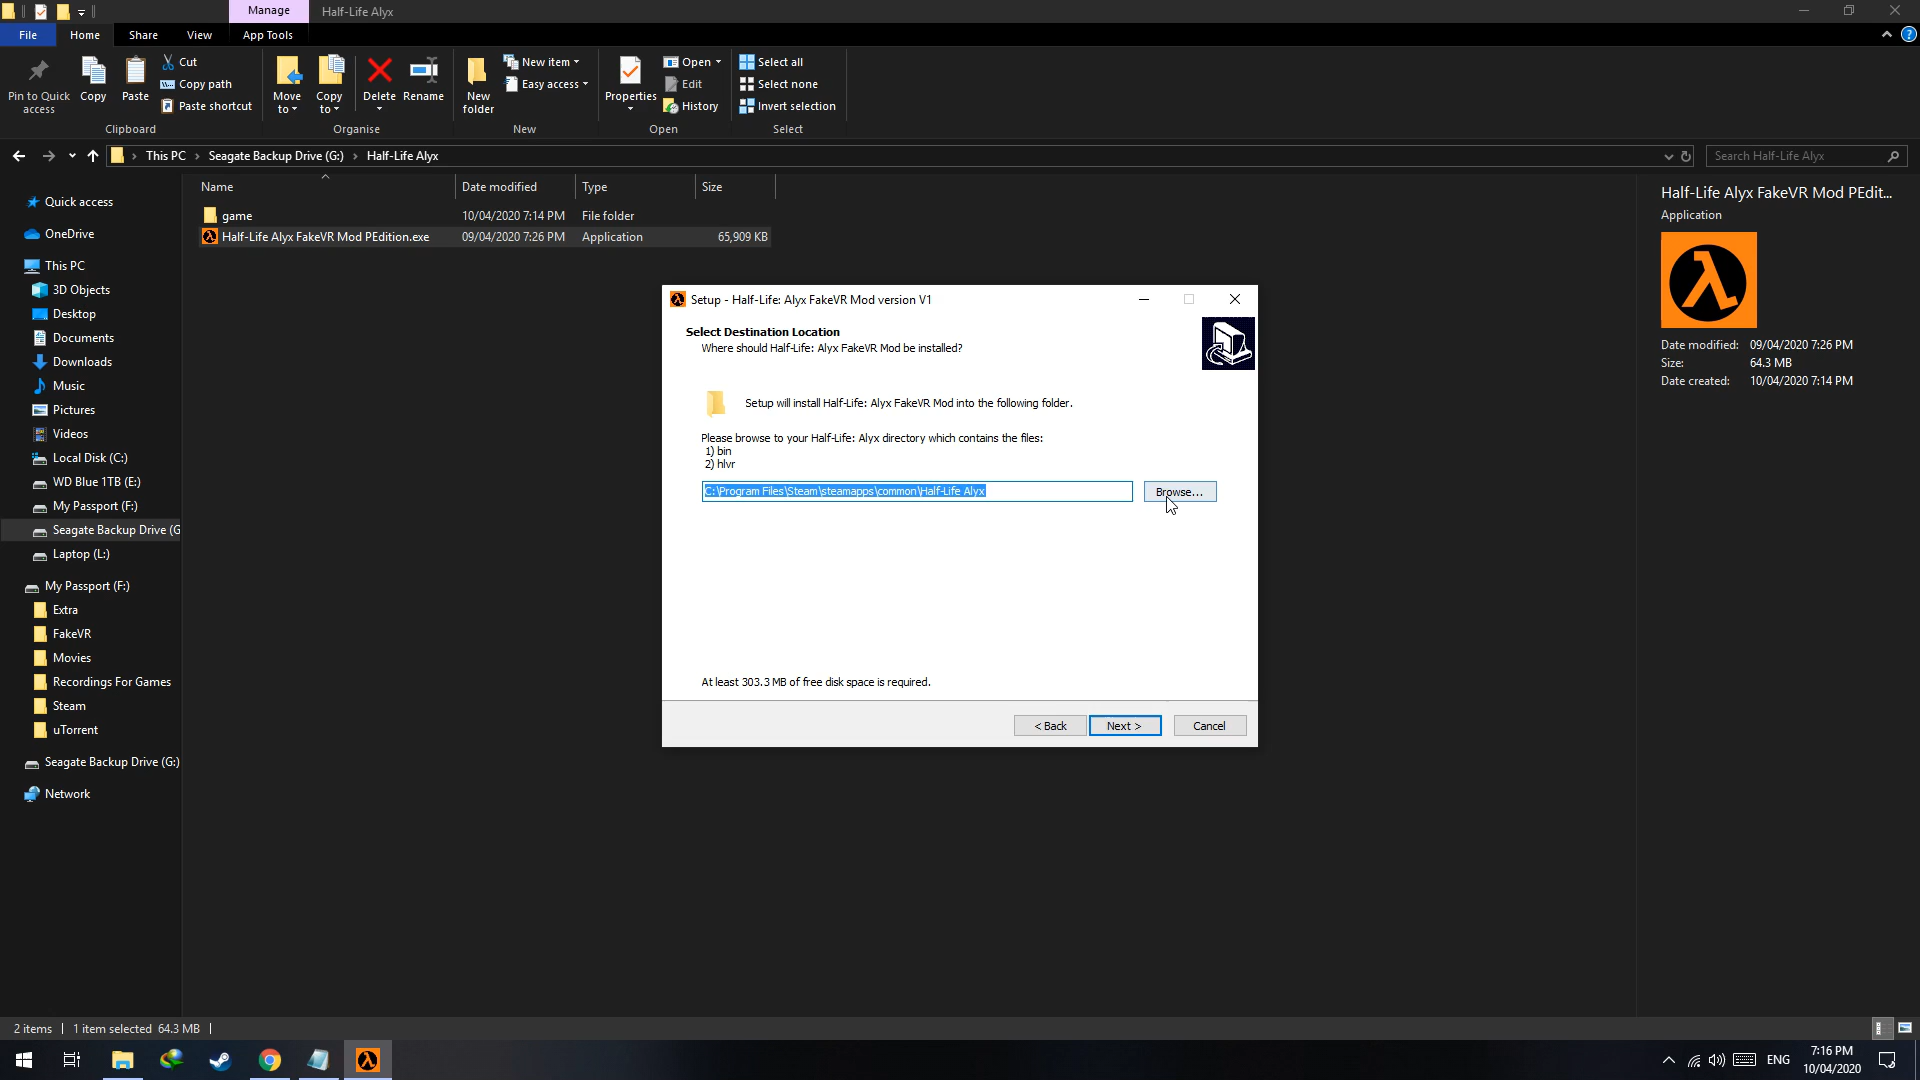 Manage
Half-Life Alyx
File
Home
Share
View
App Tools
Pin to Quick access
Copy
Paste
Cut
Copy path
Paste shortcut
Clipboard
Move to
Copy to
Delete
Rename
Organise
New folder
New item
Easy access
New
Properties
Open
Edit
History
Open
Select all
Select none
Invert selection
Select
This PC
Seagate Backup Drive (G:)
Half-Life Alyx
Search Half-Life Alyx
Name
Date modified
Type
Size
game 10/04/2020 7:14 PM File folder
Half-Life Alyx FakeVR Mod PEdition.exe 09/04/2020 7:26 PM Application 65,909 KB
Quick access
OneDrive
This PC
3D Objects
Desktop
Documents
Downloads
Music
Pictures
Videos
Local Disk (C:)
WD Blue 1TB (E:)
My Passport (F:)
Seagate Backup Drive (G
Laptop (L:)
My Passport (F:)
Extra
FakeVR
Movies
Recordings For Games
Steam
uTorrent
Seagate Backup Drive (G:)
Network
Setup - Half-Life: Alyx FakeVR Mod version V1
Select Destination Location
Where should Half-Life: Alyx FakeVR Mod be installed?
Setup will install Half-Life: Alyx FakeVR Mod into the following folder.
Please browse to your Half-Life: Alyx directory which contains the files:
1) bin
2) hlvr
C:\Program Files\Steam\steamapps\common\Half-Life Alyx
Browse...
At least 303.3 MB of free disk space is required.
< Back
Next >
Cancel
Half-Life Alyx FakeVR Mod PEdit...
Application
Date modified: 09/04/2020 7:26 PM
Size: 64.3 MB
Date created: 10/04/2020 7:14 PM
2 items
1 item selected 64.3 MB
ENG
7:16 PM
10/04/2020